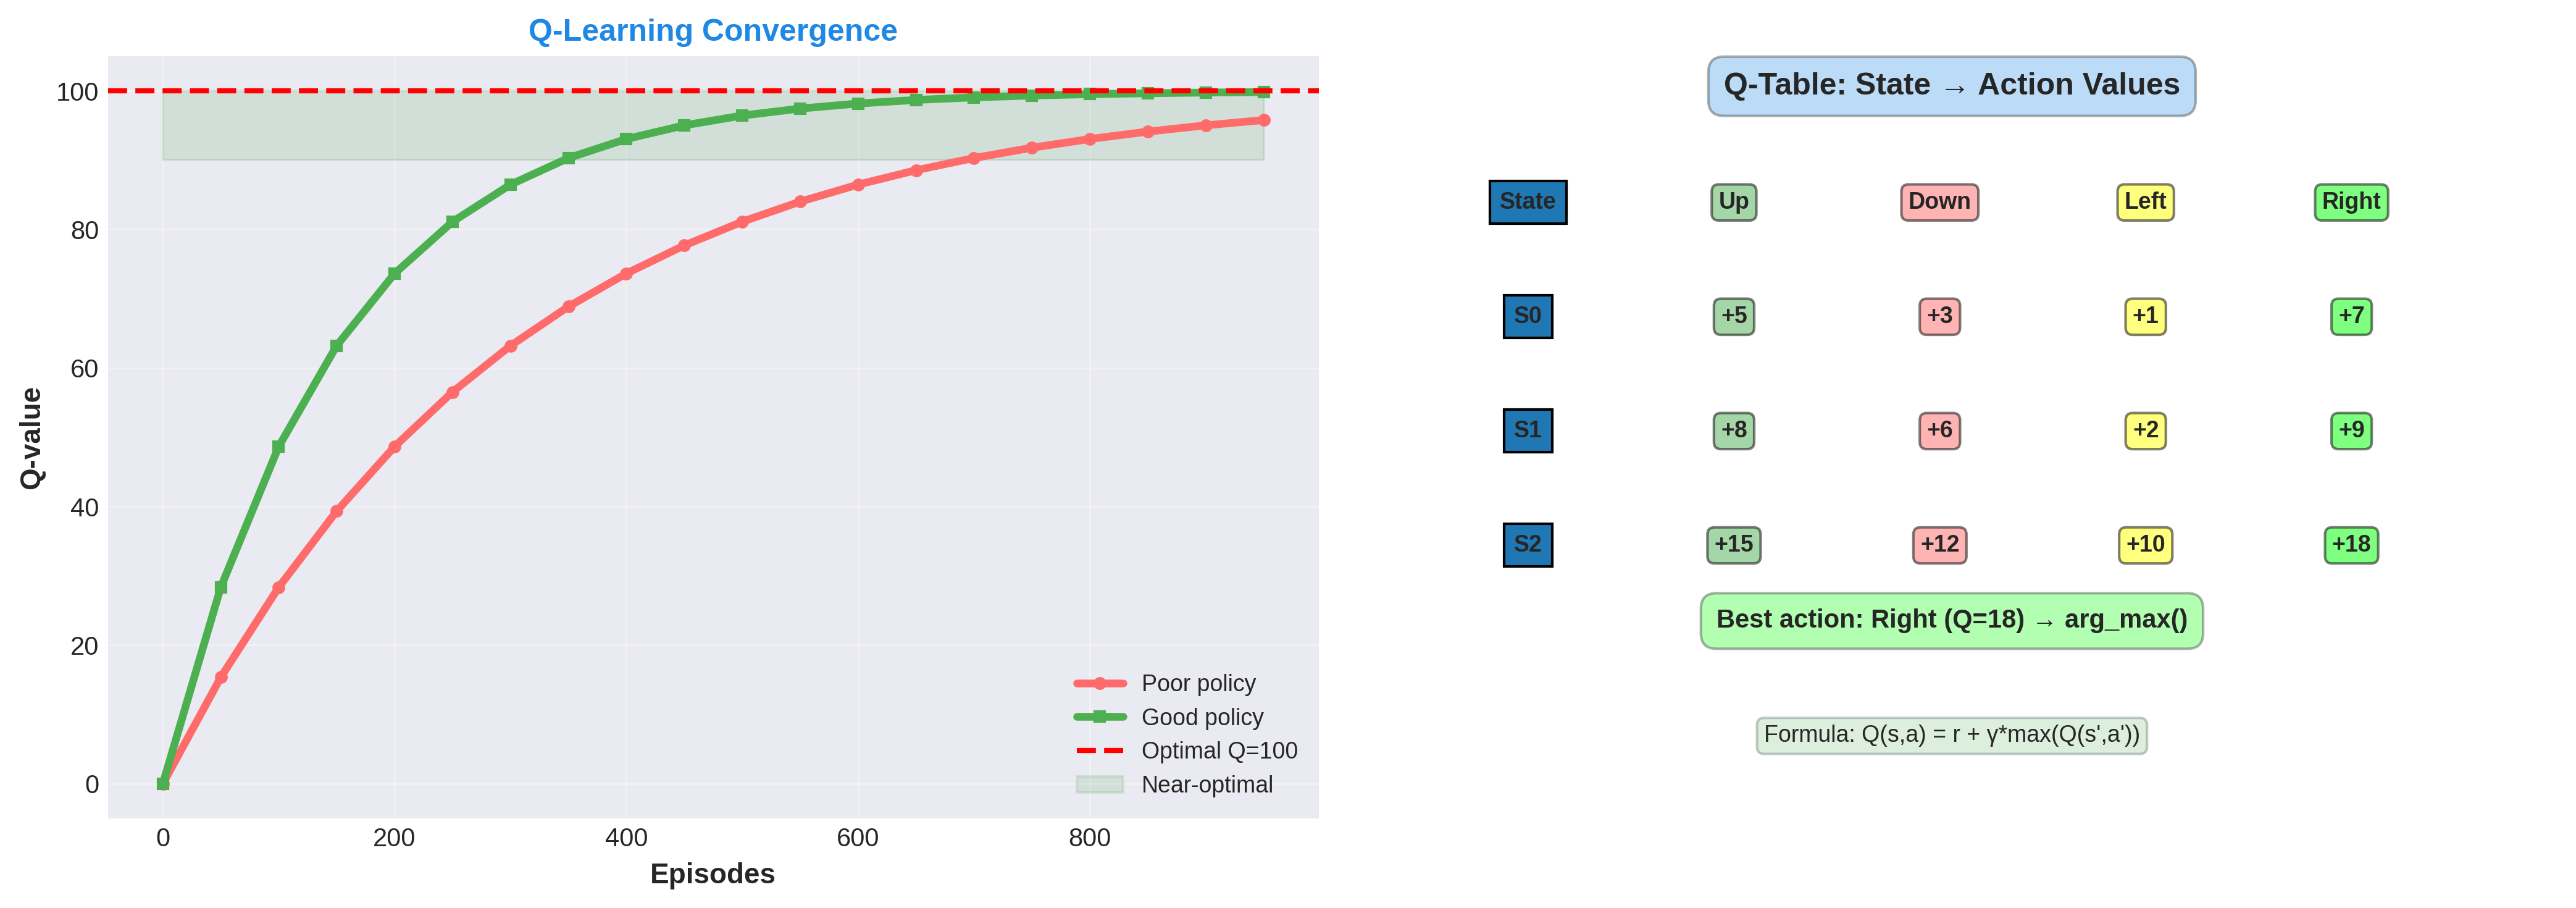 Q-Learning Convergence
Q-value
100
80
60
40
20
0
0 200 400 600 800
Episodes
Poor policy
Good policy
Optimal Q=100
Near-optimal
Q-Table: State → Action Values
State Up Down Left Right
S0 +5 +3 +1 +7
S1 +8 +6 +2 +9
S2 +15 +12 +10 +18
Best action: Right (Q=18) → arg_max()
Formula: Q(s,a) = r + γ*max(Q(s',a'))